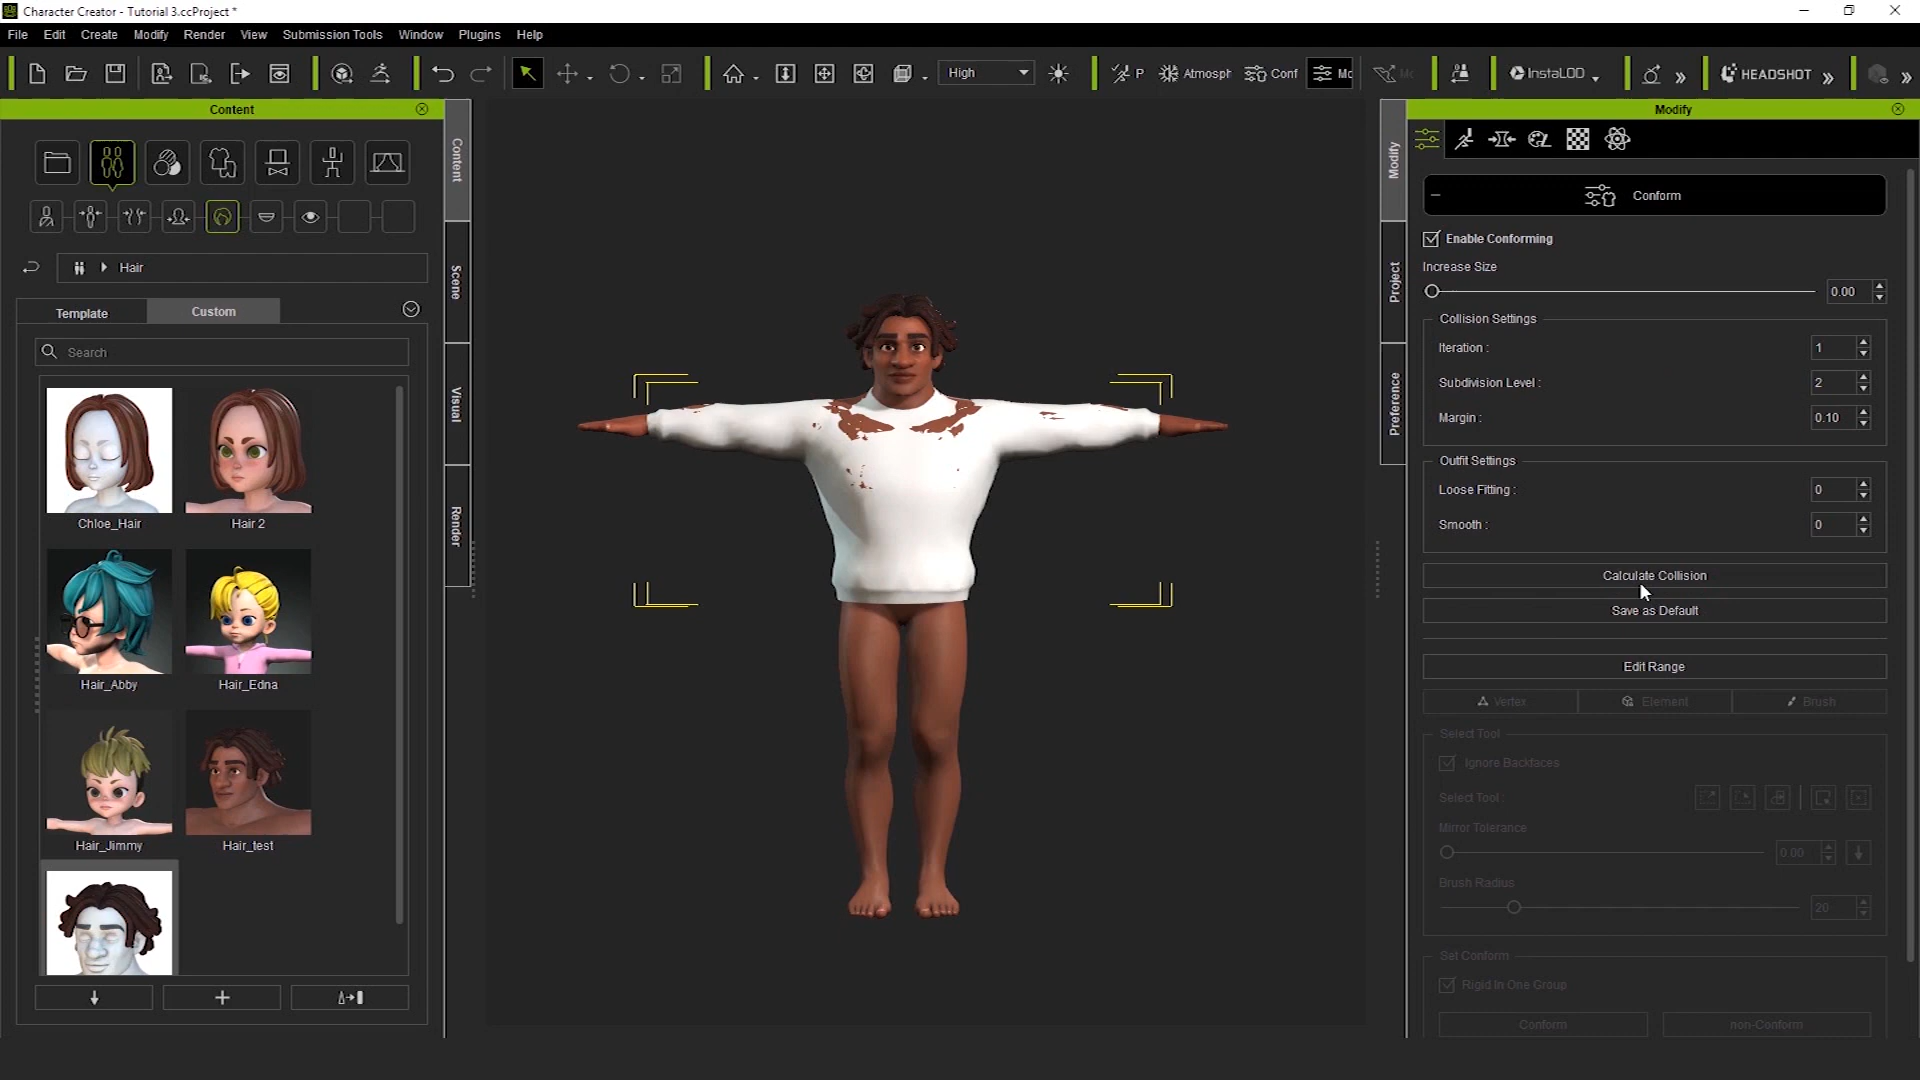 Character Creator - Tutorial 3.ccProject *
File Edit Create Modify Render View Submission Tools Window Plugins Help
High P Atmosph Conf Mo InstaLOD HEADSHOT
Content
Modify
Content
Scene
Visual
Render
Modify
Project
Preference
Hair
Template Custom
Search
Chloe_Hair Hair 2
Hair_Abby Hair_Edna
Hair_Jimmy Hair_test
Conform
Enable Conforming
Increase Size
0.00
Collision Settings
Iteration : 1
Subdivision Level : 2
Margin : 0.10
Outfit Settings
Loose Fitting : 0
Smooth : 0
Calculate Collision
Save as Default
Edit Range
Vertex Element Brush
Select Tool
Ignore Backfaces
Select Tool :
Mirror Tolerance
0.00
Brush Radius
20
Set Conform
Rigid In One Group
Conform non-Conform